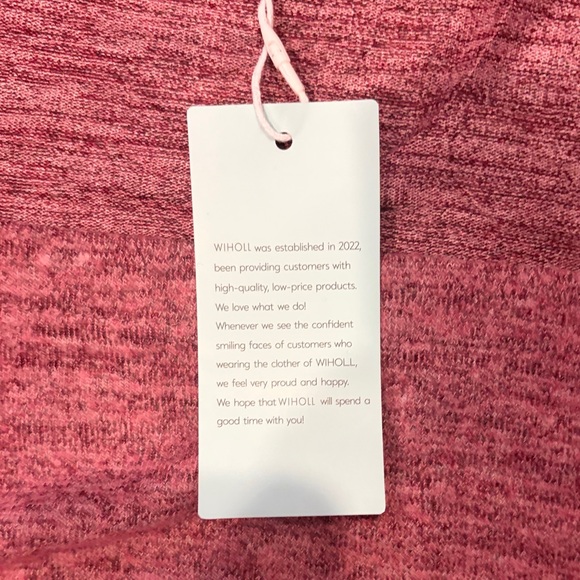 WIHOLL was established in 2022,
been providing customers with
high-quality, low-price products.
We love what we do!
Whenever we see the confident
smiling faces of customers who
wearing the clother of WIHOLL,
we feel very proud and happy.
We hope that WIHOLL will spend a
good time with you!